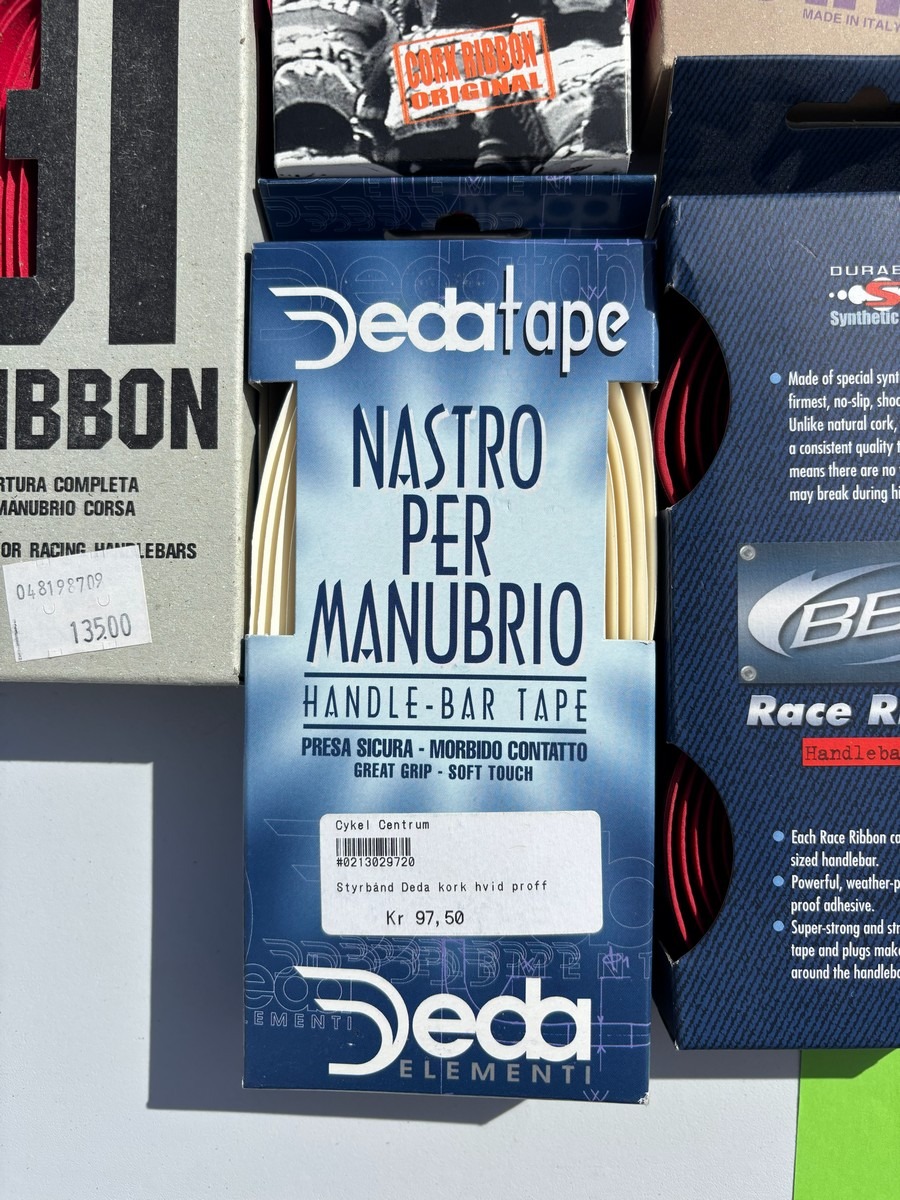 CORK RIBBON
ORIGINAL
MADE IN ITALY
IBBON
RTURA COMPLETA
MANUBRIO CORSA
OR RACING HANDLEBARS
048198709
135.00
Deda
Dedatape
NASTRO
PER
MANUBRIO
HANDLE-BAR TAPE
PRESA SICURA - MORBIDO CONTATTO
GREAT GRIP - SOFT TOUCH
Cykel Centrum
#0213029720
Styrbånd Deda kork hvid proff
Kr 97,50
Deda
ELEMENTI
EMENTI
DURAB
Synthetic
Made of special synt
firmest, no-slip, shoc
Unlike natural cork,
a consistent quality t
means there are no
may break during hi
BB
Race R
Handleba
Each Race Ribbon ca
sized handlebar.
Powerful, weather-p
proof adhesive.
Super-strong and str
tape and plugs make
around the handleba